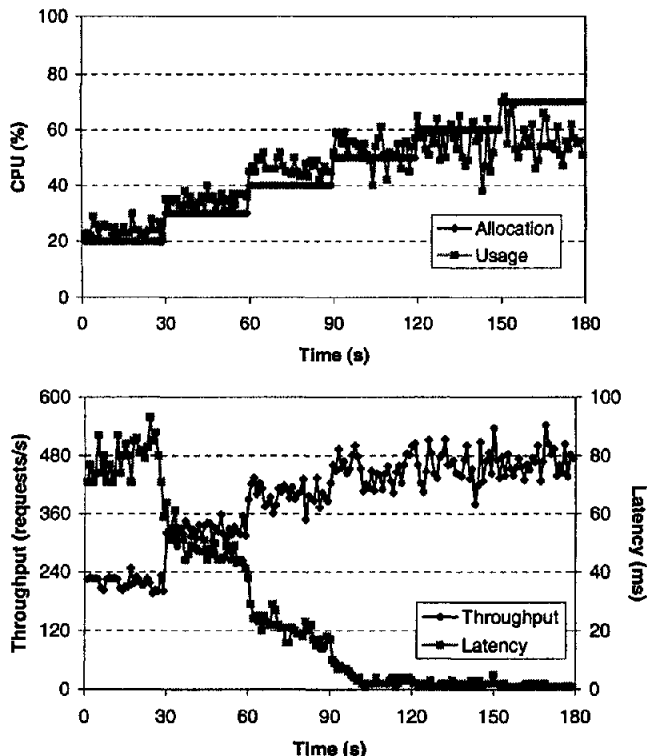 100
80
60
40
20
0
CPU (%)
Allocation
Usage
0 30 60 90 120 150 180
Time (s)
600
480
360
240
120
0
Throughput (requests/s)
100
80
60
40
20
0
Latency (ms)
Throughput
Latency
0 30 60 90 120 150 180
Time (s)